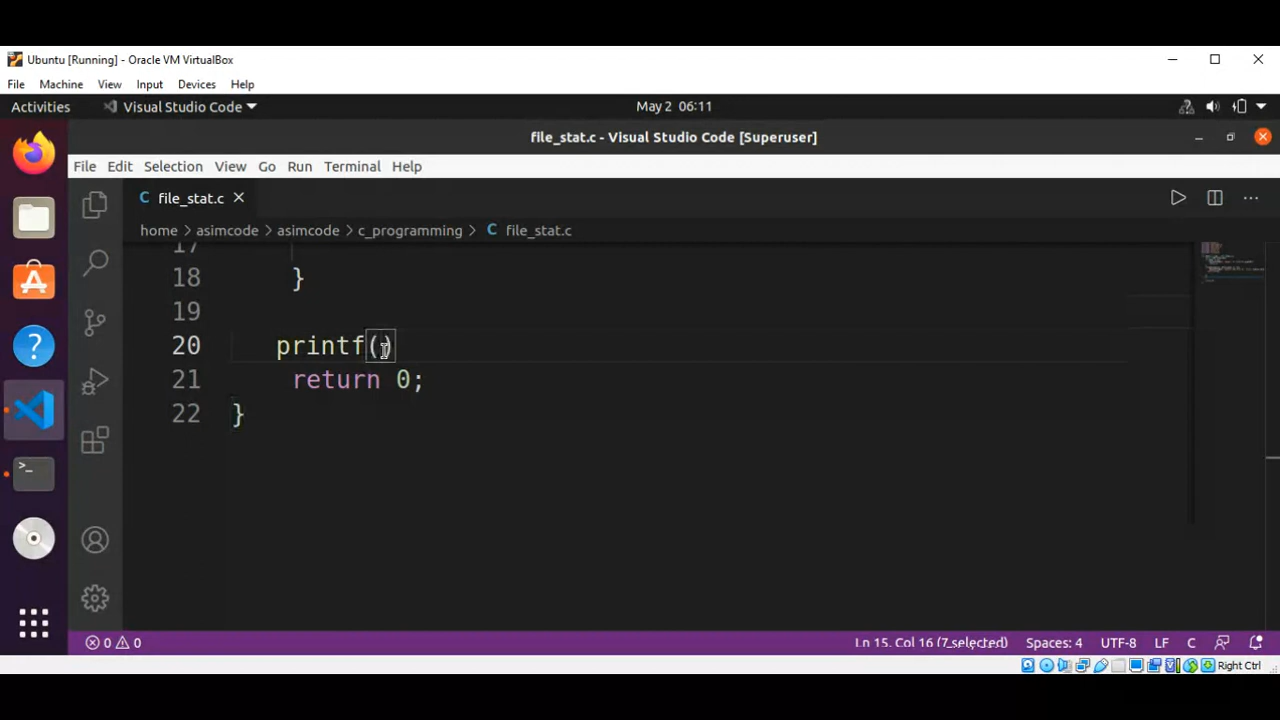 Ubuntu [Running] - Oracle VM VirtualBox
File Machine View Input Devices Help
Activities Visual Studio Code May 2 06:11
file_stat.c - Visual Studio Code [Superuser]
File Edit Selection View Go Run Terminal Help
C file_stat.c
home > asimcode > asimcode > c_programming > C file_stat.c
17
18 }
19
20 printf()
21 return 0;
22 }
0 0 Ln 15, Col 16 (7 selected) Spaces: 4 UTF-8 LF C
Right Ctrl